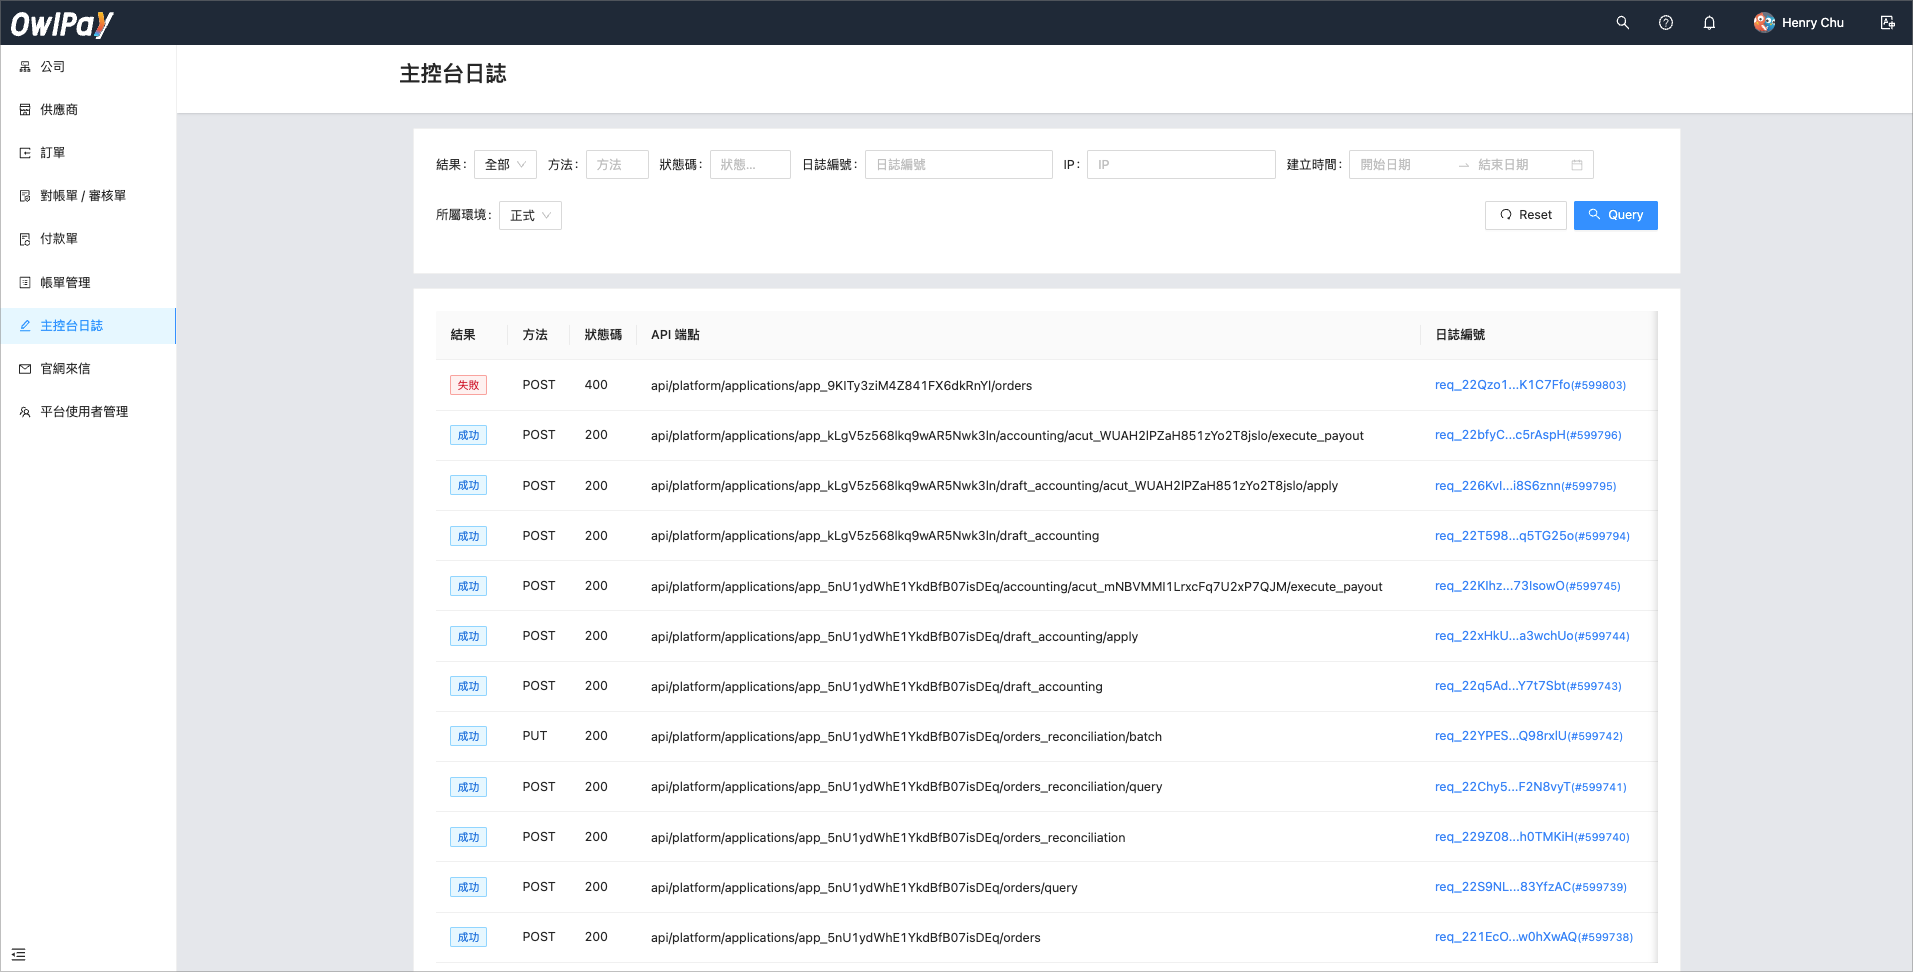 OwlPay
Henry Chu
公司
供應商
訂單
對帳單 / 審核單
付款單
帳單管理
主控台日誌
官網來信
平台使用者管理
主控台日誌
結果: 全部 方法: 方法 狀態碼: 狀態... 日誌編號: 日誌編號 IP: IP 建立時間: 開始日期 → 結束日期
所屬環境: 正式 Reset Query
結果 方法 狀態碼 API 端點 日誌編號
失敗 POST 400 api/platform/applications/app_9KITy3ziM4Z841FX6dkRnYl/orders req_22Qzo1...K1C7Ffo(#599803)
成功 POST 200 api/platform/applications/app_kLgV5z568lkq9wAR5Nwk3ln/accounting/acut_WUAH2lPZaH851zYo2T8jslo/execute_payout req_22bfyC...c5rAspH(#599796)
成功 POST 200 api/platform/applications/app_kLgV5z568lkq9wAR5Nwk3ln/draft_accounting/acut_WUAH2lPZaH851zYo2T8jslo/apply req_226KvI...i8S6znn(#599795)
成功 POST 200 api/platform/applications/app_kLgV5z568lkq9wAR5Nwk3ln/draft_accounting req_22T598...q5TG25o(#599794)
成功 POST 200 api/platform/applications/app_5nU1ydWhE1YkdBfB07isDEq/accounting/acut_mNBVMMI1LrxcFq7U2xP7QJM/execute_payout req_22KIhz...73IsowO(#599745)
成功 POST 200 api/platform/applications/app_5nU1ydWhE1YkdBfB07isDEq/draft_accounting/apply req_22xHkU...a3wchUo(#599744)
成功 POST 200 api/platform/applications/app_5nU1ydWhE1YkdBfB07isDEq/draft_accounting req_22q5Ad...Y7t7Sbt(#599743)
成功 PUT 200 api/platform/applications/app_5nU1ydWhE1YkdBfB07isDEq/orders_reconciliation/batch req_22YPES...Q98rxlU(#599742)
成功 POST 200 api/platform/applications/app_5nU1ydWhE1YkdBfB07isDEq/orders_reconciliation/query req_22Chy5...F2N8vyT(#599741)
成功 POST 200 api/platform/applications/app_5nU1ydWhE1YkdBfB07isDEq/orders_reconciliation req_229Z08...h0TMKiH(#599740)
成功 POST 200 api/platform/applications/app_5nU1ydWhE1YkdBfB07isDEq/orders/query req_22S9NL...83YfzAC(#599739)
成功 POST 200 api/platform/applications/app_5nU1ydWhE1YkdBfB07isDEq/orders req_221EcO...w0hXwAQ(#599738)